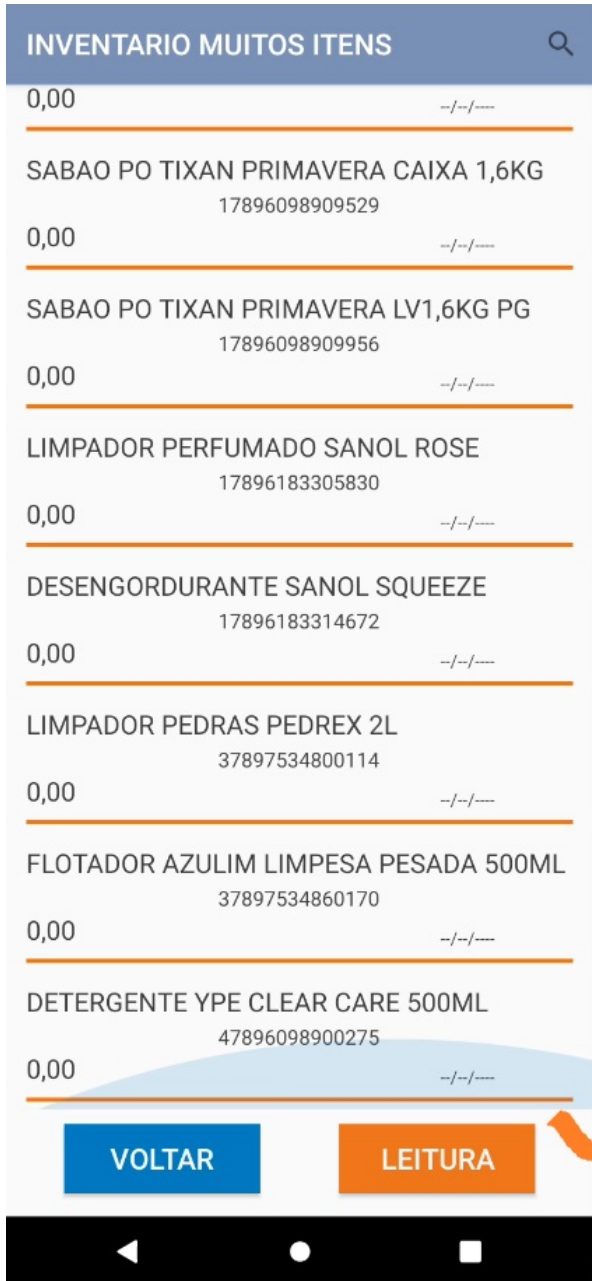 INVENTARIO MUITOS ITENS
0,00 --/--/----
SABAO PO TIXAN PRIMAVERA CAIXA 1,6KG
17896098909529
0,00 --/--/----
SABAO PO TIXAN PRIMAVERA LV1,6KG PG
17896098909956
0,00 --/--/----
LIMPADOR PERFUMADO SANOL ROSE
17896183305830
0,00 --/--/----
DESENGORDURANTE SANOL SQUEEZE
17896183314672
0,00 --/--/----
LIMPADOR PEDRAS PEDREX 2L
37897534800114
0,00 --/--/----
FLOTADOR AZULIM LIMPESA PESADA 500ML
37897534860170
0,00 --/--/----
DETERGENTE YPE CLEAR CARE 500ML
47896098900275
0,00 --/--/----
VOLTAR LEITURA